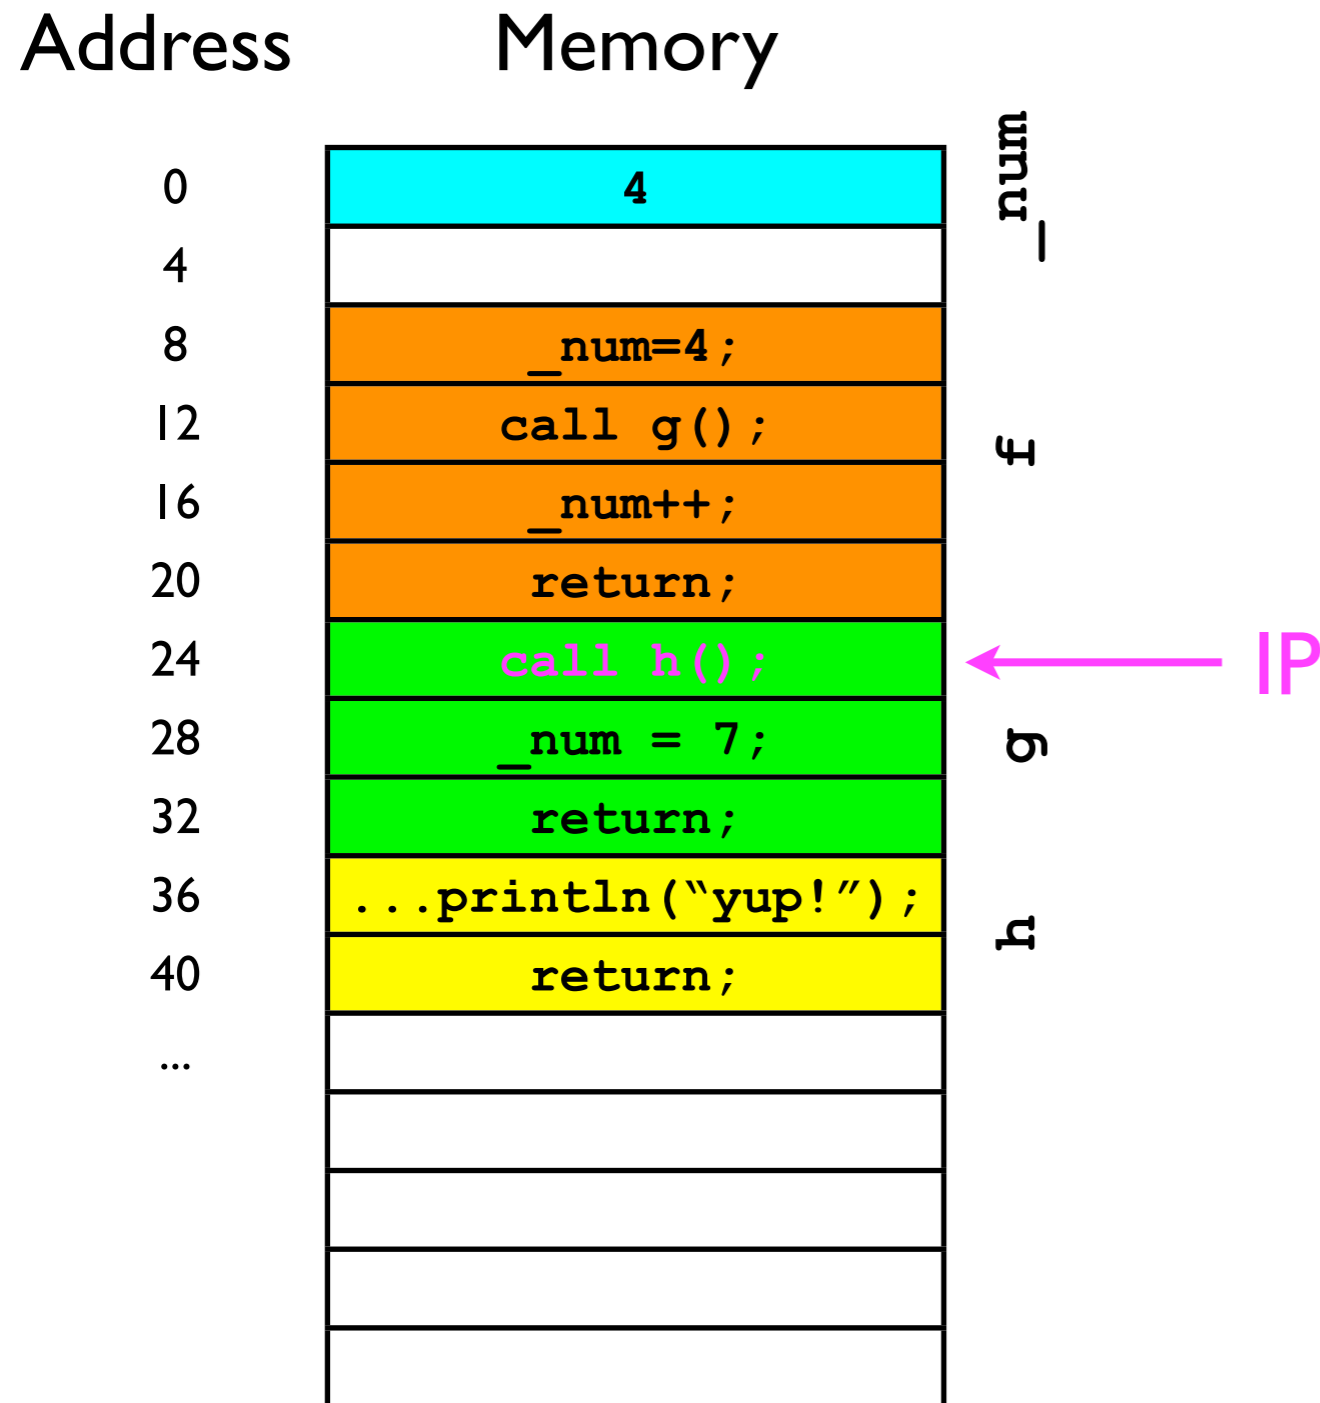 Address Memory
_num
0 4
4
8 _num=4;
12 call g();
f
16 _num++;
20 return;
24 call h(); IP
28 _num = 7;
g
32 return;
36 ...println(“yup!”);
h
40 return;
...